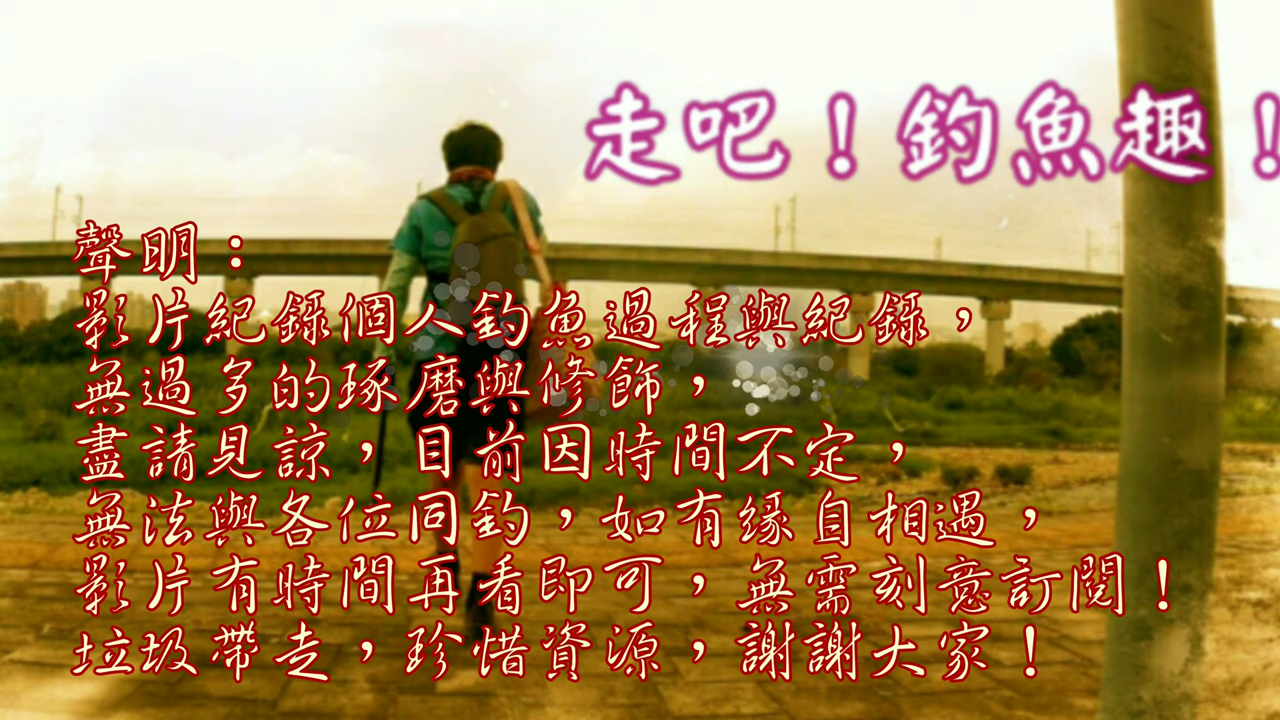 走吧！釣魚趣！
聲明：
影片紀錄個人釣魚過程與紀錄，
無過多的琢磨與修飾，
盡請見諒，目前因時間不定，
無法與各位同釣，如有緣自相遇，
影片有時間再看即可，無需刻意訂閱！
垃圾帶走，珍惜資源，謝謝大家！